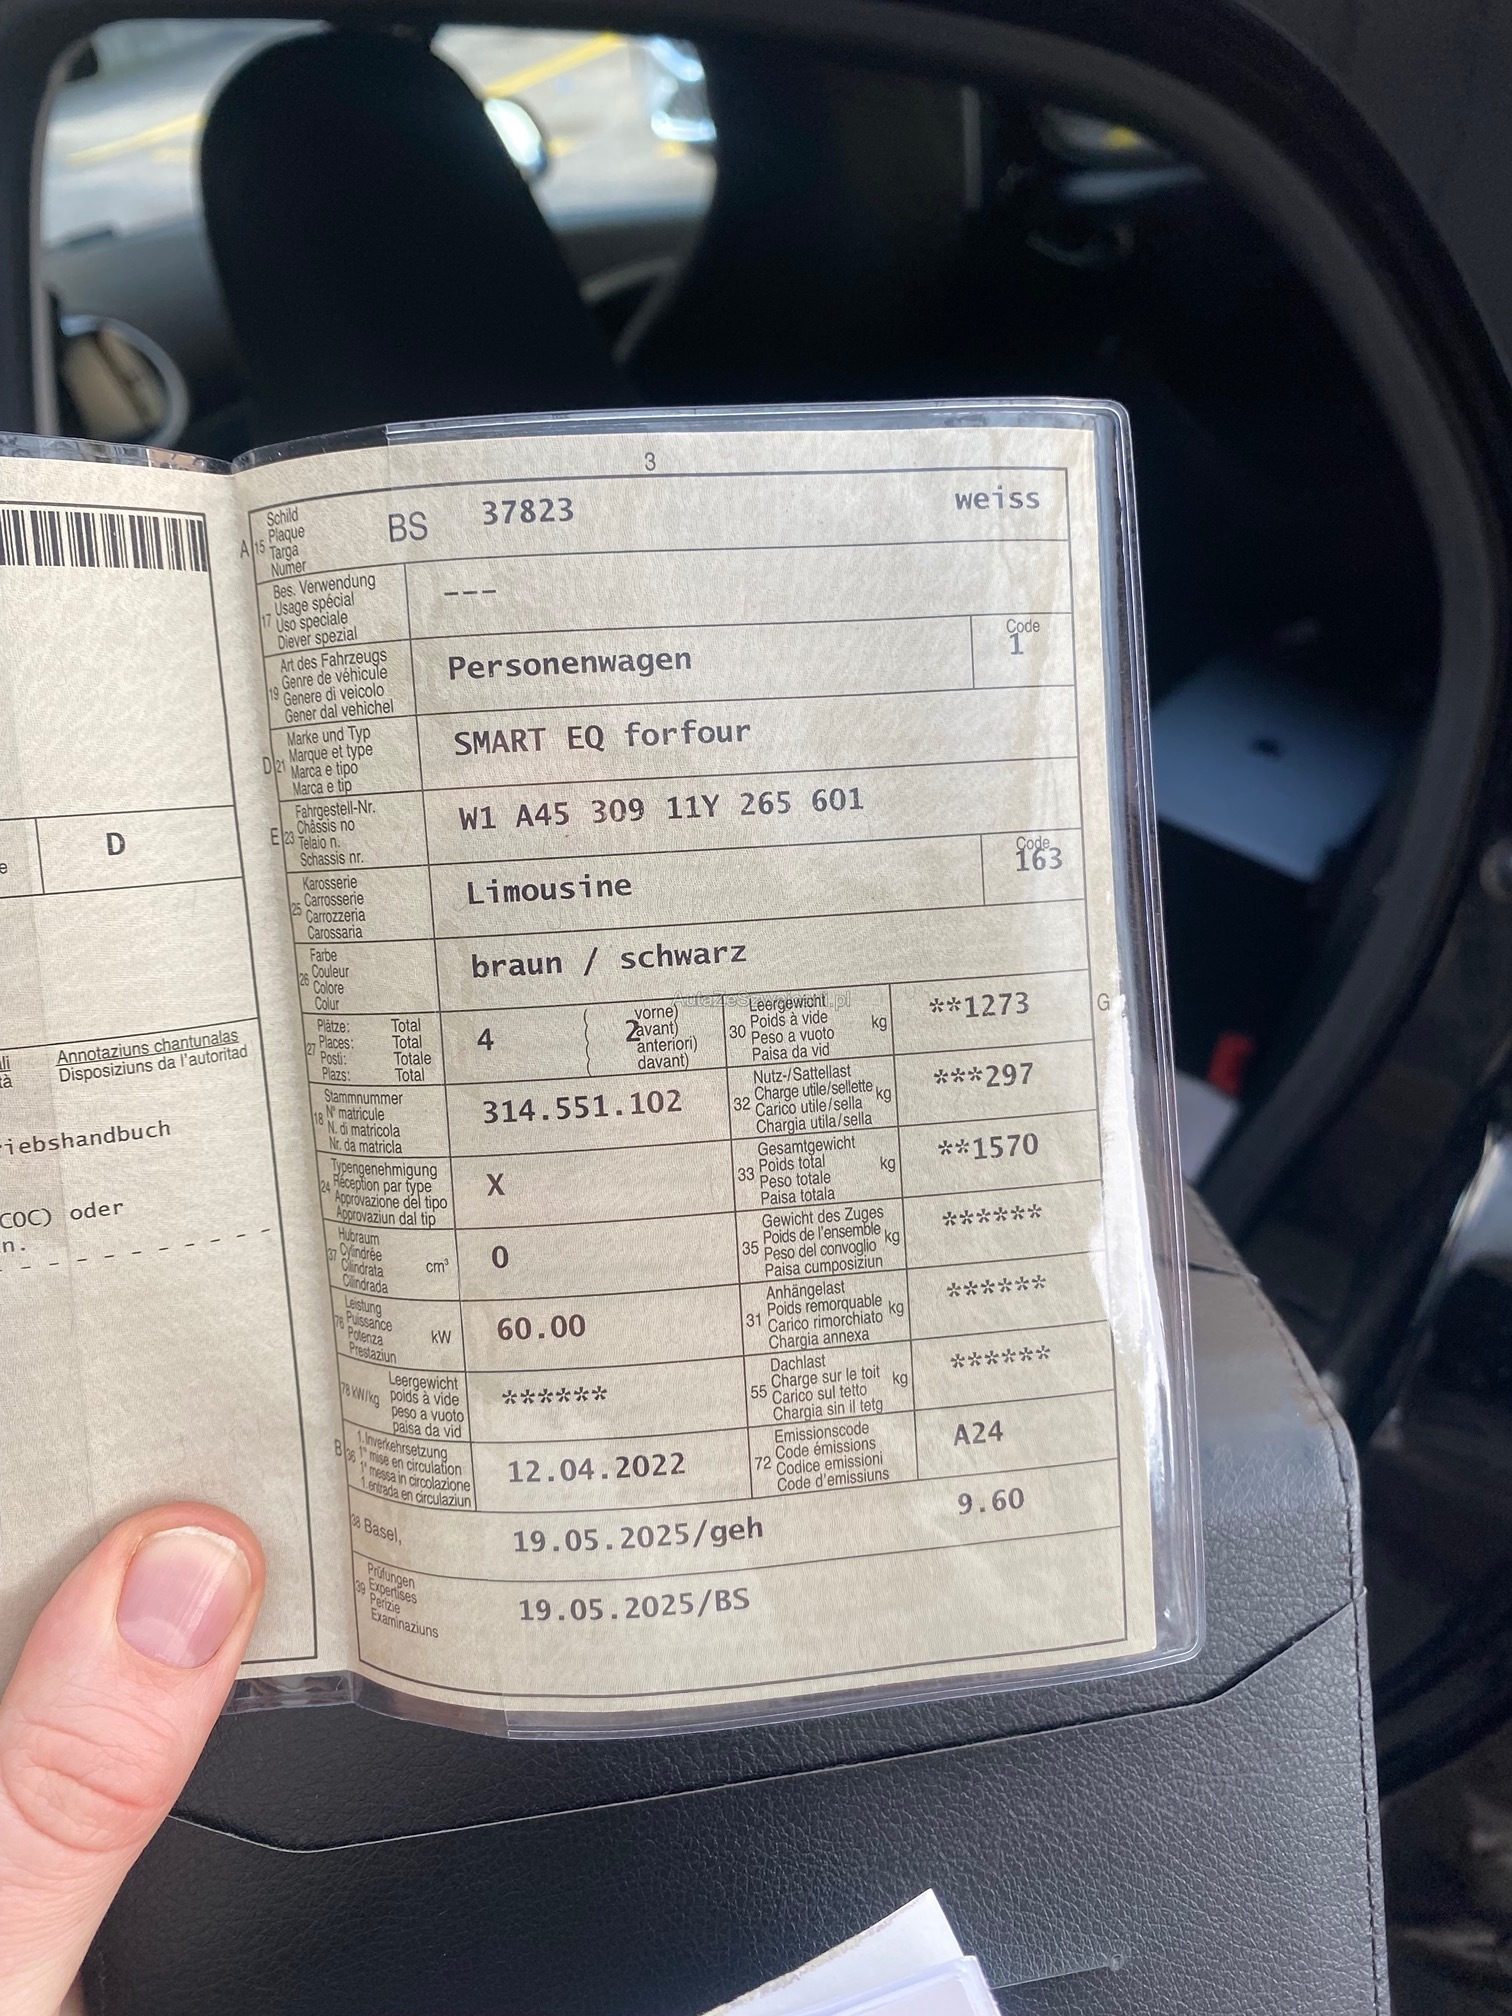 3
A 15 Schild Plaque Targa Numer BS 37823 weiss
17 Bes. Verwendung Usage spécial Uso speciale Diever spezial ---
19 Art des Fahrzeugs Genre de véhicule Genere di veicolo Gener dal vehichel Personenwagen Code 1
D 21 Marke und Typ Marque et type Marca e tipo Marca e tip SMART EQ forfour
E 23 Fahrgestell-Nr. Châssis no Telaio n. Schassis nr. W1 A45 309 11Y 265 601
25 Karosserie Carrosserie Carrozzeria Carossaria Limousine Code 163
26 Farbe Couleur Colore Colur braun / schwarz
27 Plätze: Total Places: Total Posti: Totale Plazs: Total 4 2 vorne) avant) anteriori) davant)
30 Leergewicht Poids à vide Peso a vuoto Paisa da vid kg **1273 G
18 Stammnummer N° matricule N. di matricola Nr. da matricla 314.551.102
32 Nutz-/Sattellast Charge utile/sellette Carico utile/sella Chargia utila/sella kg ***297
24 Typengenehmigung Réception par type Approvazione del tipo Approvaziun dal tip X
33 Gesamtgewicht Poids total Peso totale Paisa totala kg **1570
37 Hubraum Cylindrée Cilindrata Cilindrada cm³ 0
35 Gewicht des Zuges Poids de l'ensemble Peso del convoglio Paisa cumposiziun kg ******
76 Leistung Puissance Potenza Prestaziun kW 60.00
31 Anhängelast Poids remorquable Carico rimorchiato Chargia annexa kg ******
78 kW/kg Leergewicht poids à vide peso a vuoto paisa da vid ******
55 Dachlast Charge sur le toit Carico sul tetto Chargia sin il tetg kg ******
B 36 1. Inverkehrsetzung 1re mise en circulation 1a messa in circolazione 1. entrada en circulaziun 12.04.2022
72 Emissionscode Code émissions Codice emissioni Code d'emissiuns A24
38 Basel, 19.05.2025/geh 9.60
39 Prüfungen Expertises Perizie Examinaziuns 19.05.2025/BS
D
Annotaziuns chantunalas
Disposiziuns da l'autoritad
riebshandbuch
COC) oder
n.
AutaZeSzwajcarii.pl